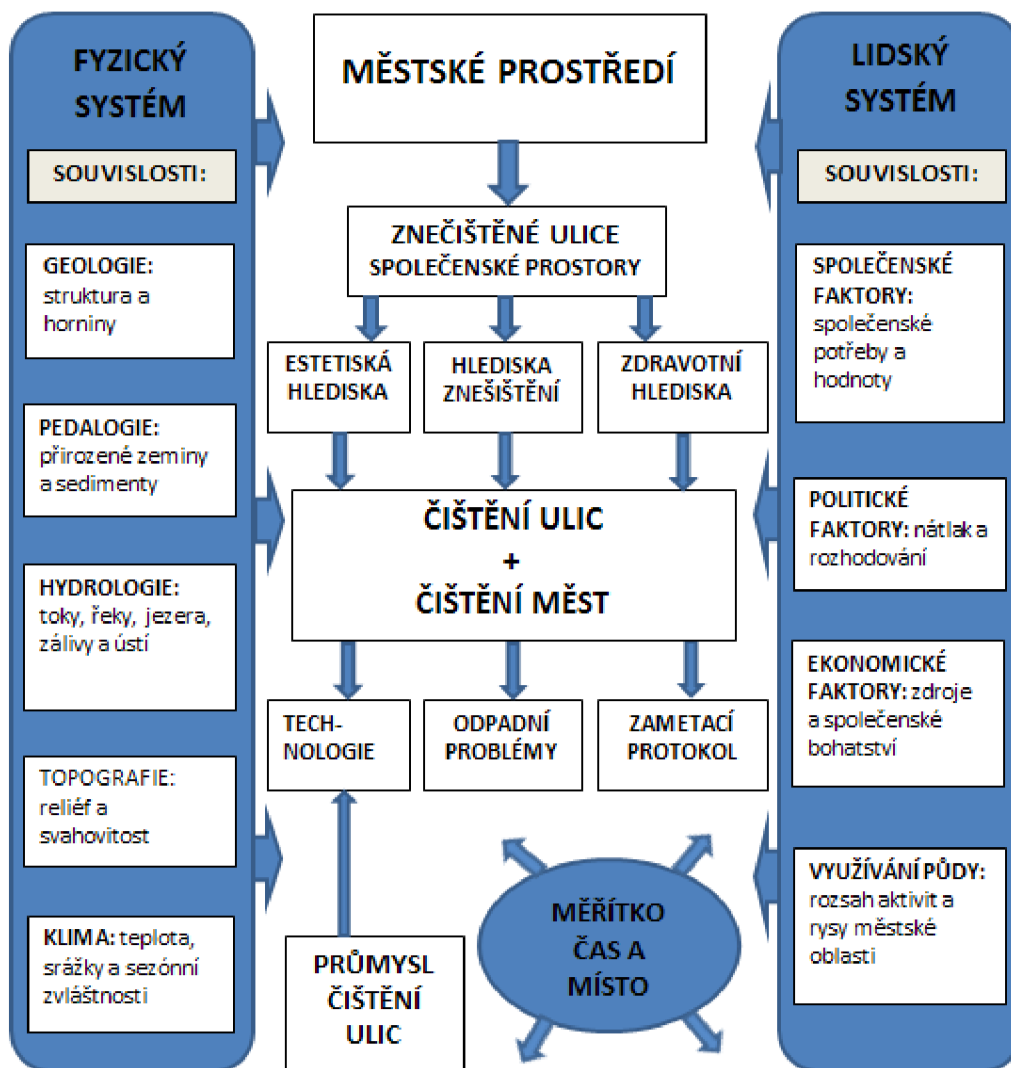 FYZICKÝ
SYSTÉM
SOUVISLOSTI:
GEOLOGIE:
struktura a
horniny
PEDALOGIE:
přirozené zeminy
a sedimenty
HYDROLOGIE:
toky, řeky, jezera,
zálivy a ústí
TOPOGRAFIE:
reliéf a
svahovitost
KLIMA: teplota,
srážky a sezónní
zvláštnosti
MĚSTSKÉ PROSTŘEDÍ
ZNEČIŠTĚNÉ ULICE
SPOLEČENSKÉ PROSTORY
ESTETISKÁ
HLEDISKA
HLEDISKA
ZNEŠIŠTĚNÍ
ZDRAVOTNÍ
HLEDISKA
ČIŠTĚNÍ ULIC
+
ČIŠTĚNÍ MĚST
TECH-
NOLOGIE
ODPADNÍ
PROBLÉMY
ZAMETACÍ
PROTOKOL
PRŮMYSL
ČIŠTĚNÍ
ULIC
MĚŘÍTKO
ČAS A
MÍSTO
LIDSKÝ
SYSTÉM
SOUVISLOSTI:
SPOLEČENSKÉ
FAKTORY:
společenské
potřeby a
hodnoty
POLITICKÉ
FAKTORY: nátlak a
rozhodování
EKONOMICKÉ
FAKTORY: zdroje
a společenské
bohatství
VYUŽÍVÁNÍ PŮDY:
rozsah aktivit a
rysy městské
oblasti